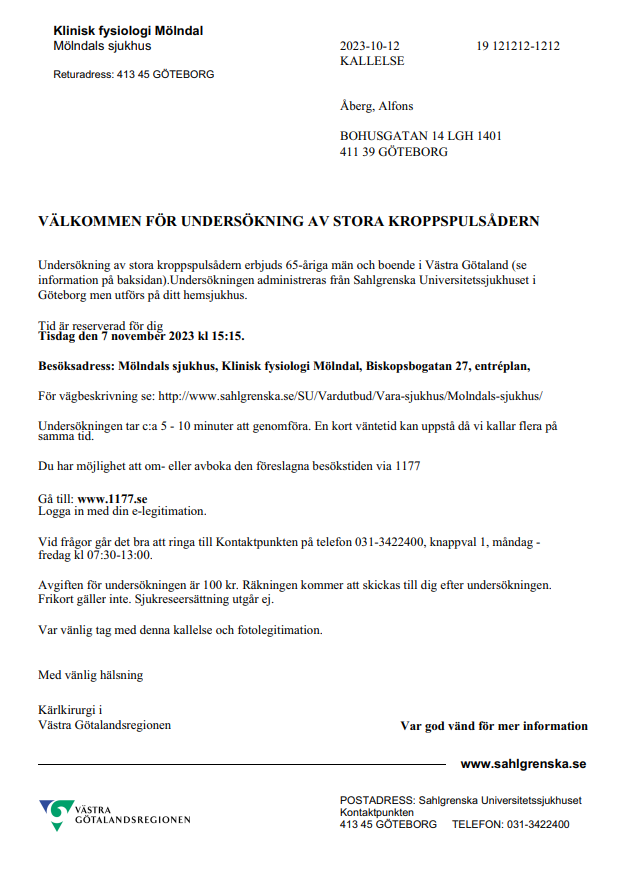 Klinisk fysiologi Mölndal
Mölndals sjukhus
Returadress: 413 45 GÖTEBORG
2023-10-12 19 121212-1212
KALLELSE
Åberg, Alfons
BOHUSGATAN 14 LGH 1401
411 39 GÖTEBORG
VÄLKOMMEN FÖR UNDERSÖKNING AV STORA KROPPSPULSÅDERN
Undersökning av stora kroppspulsådern erbjuds 65-åriga män och boende i Västra Götaland (se
information på baksidan).Undersökningen administreras från Sahlgrenska Universitetssjukhuset i
Göteborg men utförs på ditt hemsjukhus.
Tid är reserverad för dig
Tisdag den 7 november 2023 kl 15:15.
Besöksadress: Mölndals sjukhus, Klinisk fysiologi Mölndal, Biskopsbogatan 27, entréplan,
För vägbeskrivning se: http://www.sahlgrenska.se/SU/Vardutbud/Vara-sjukhus/Molndals-sjukhus/
Undersökningen tar c:a 5 - 10 minuter att genomföra. En kort väntetid kan uppstå då vi kallar flera på
samma tid.
Du har möjlighet att om- eller avboka den föreslagna besökstiden via 1177
Gå till: www.1177.se
Logga in med din e-legitimation.
Vid frågor går det bra att ringa till Kontaktpunkten på telefon 031-3422400, knappval 1, måndag -
fredag kl 07:30-13:00.
Avgiften för undersökningen är 100 kr. Räkningen kommer att skickas till dig efter undersökningen.
Frikort gäller inte. Sjukreseersättning utgår ej.
Var vänlig tag med denna kallelse och fotolegitimation.
Med vänlig hälsning
Kärlkirurgi i
Västra Götalandsregionen
Var god vänd för mer information
www.sahlgrenska.se
VÄSTRA
GÖTALANDSREGIONEN
POSTADRESS: Sahlgrenska Universitetssjukhuset
Kontaktpunkten
413 45 GÖTEBORG TELEFON: 031-3422400